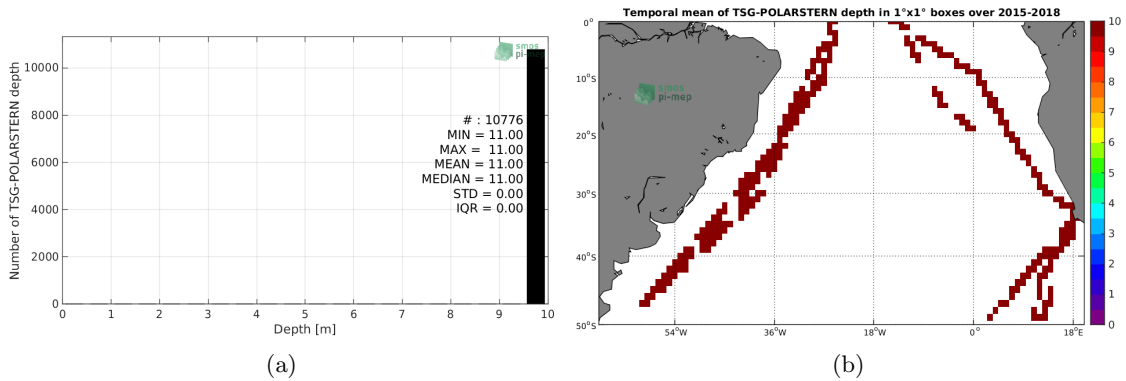 Number of TSG-POLARSTERN depth
10000
8000
6000
4000
2000
0
smos
pi-mep
# : 10776
MIN = 11.00
MAX = 11.00
MEAN = 11.00
MEDIAN = 11.00
STD = 0.00
IQR = 0.00
0 1 2 3 4 5 6 7 8 9 10
Depth [m]
(a)
Temporal mean of TSG-POLARSTERN depth in 1°x1° boxes over 2015-2018
0°
10°S
20°S
30°S
40°S
50°S
smos
pi-mep
54°W 36°W 18°W 0° 18°E
10
9
8
7
6
5
4
3
2
1
0
(b)